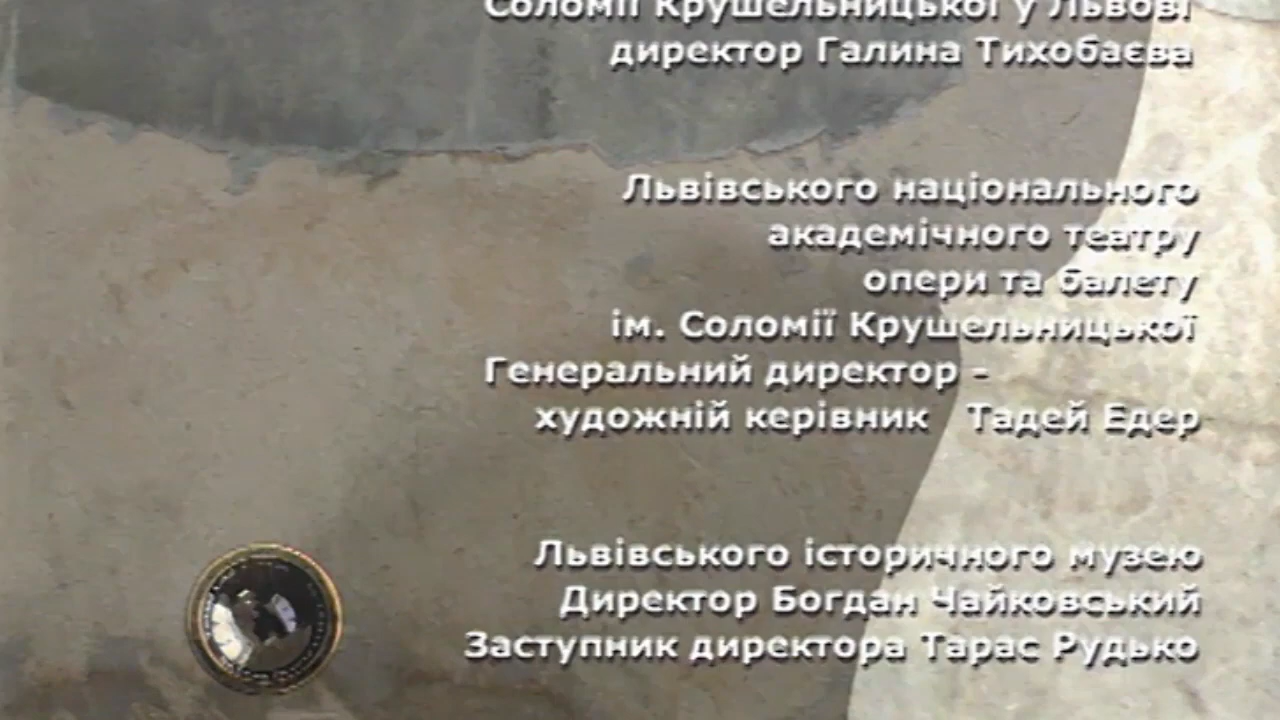 Соломії Крушельницької у Львові
директор Галина Тихобаєва
Львівського національного
академічного театру
опери та балету
ім. Соломії Крушельницької
Генеральний директор -
художній керівник Тадей Едер
Львівського історичного музею
Директор Богдан Чайковський
Заступник директора Тарас Рудько